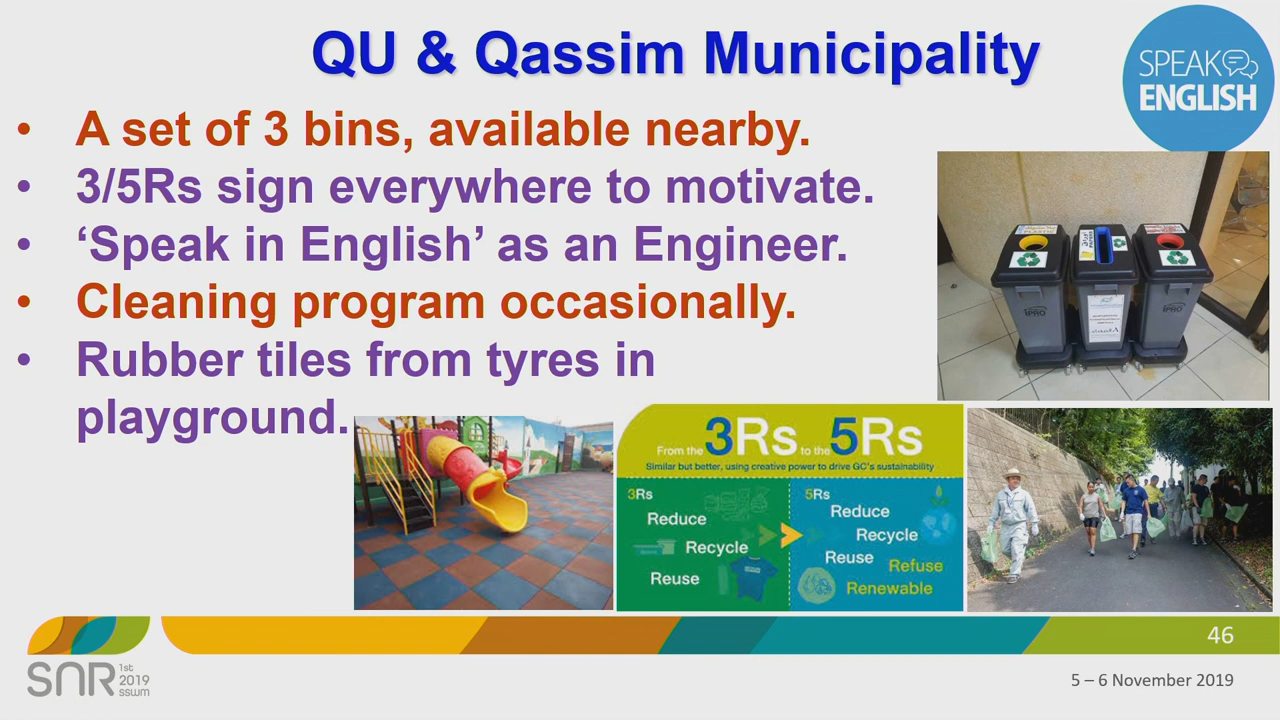 QU & Qassim Municipality
SPEAK
ENGLISH
• A set of 3 bins, available nearby.
• 3/5Rs sign everywhere to motivate.
• ‘Speak in English’ as an Engineer.
• Cleaning program occasionally.
• Rubber tiles from tyres in
playground.
IPRO
IPRO
From the 3Rs to the 5Rs
Similar but better, using creative power to drive GC's sustainability
3Rs
Reduce
Recycle
Reuse
5Rs
Reduce
Recycle
Reuse
Refuse
Renewable
46
SNR 1st
2019
sswm
5 – 6 November 2019